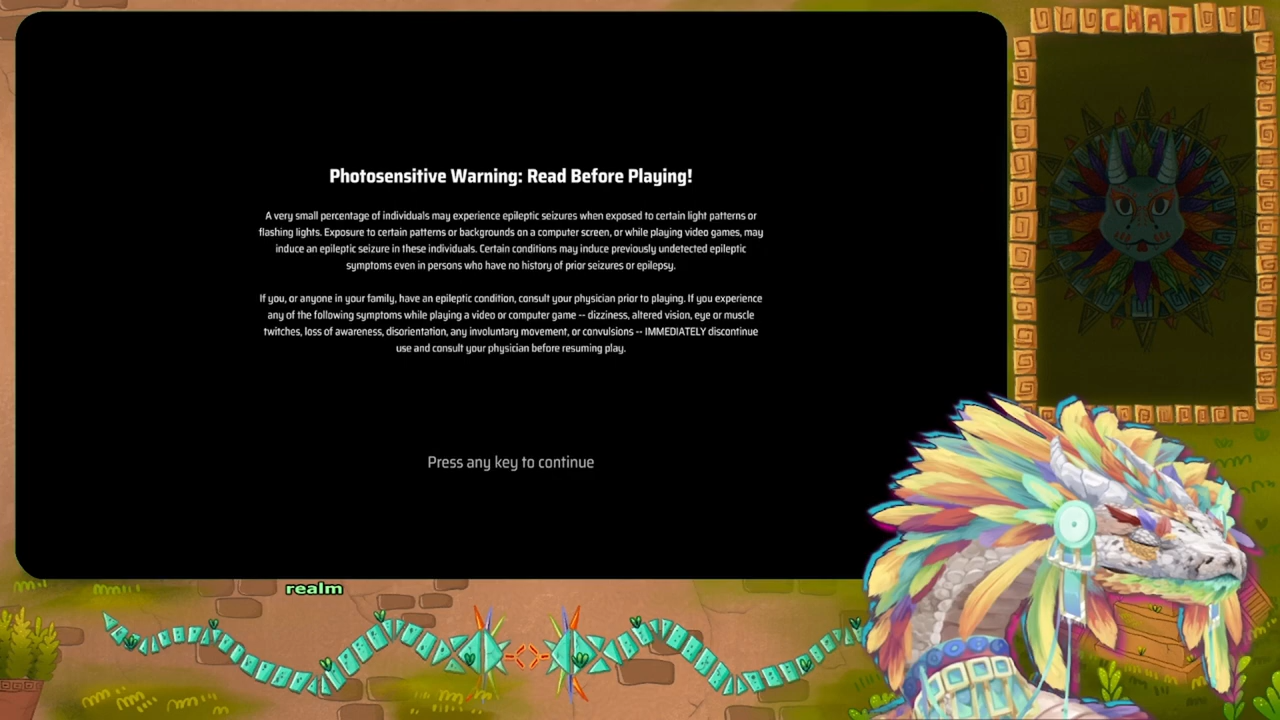 CHAT
Photosensitive Warning: Read Before Playing!
A very small percentage of individuals may experience epileptic seizures when exposed to certain light patterns or
flashing lights. Exposure to certain patterns or backgrounds on a computer screen, or while playing video games, may
induce an epileptic seizure in these individuals. Certain conditions may induce previously undetected epileptic
symptoms even in persons who have no history of prior seizures or epilepsy.
If you, or anyone in your family, have an epileptic condition, consult your physician prior to playing. If you experience
any of the following symptoms while playing a video or computer game -- dizziness, altered vision, eye or muscle
twitches, loss of awareness, disorientation, any involuntary movement, or convulsions -- IMMEDIATELY discontinue
use and consult your physician before resuming play.
Press any key to continue
realm